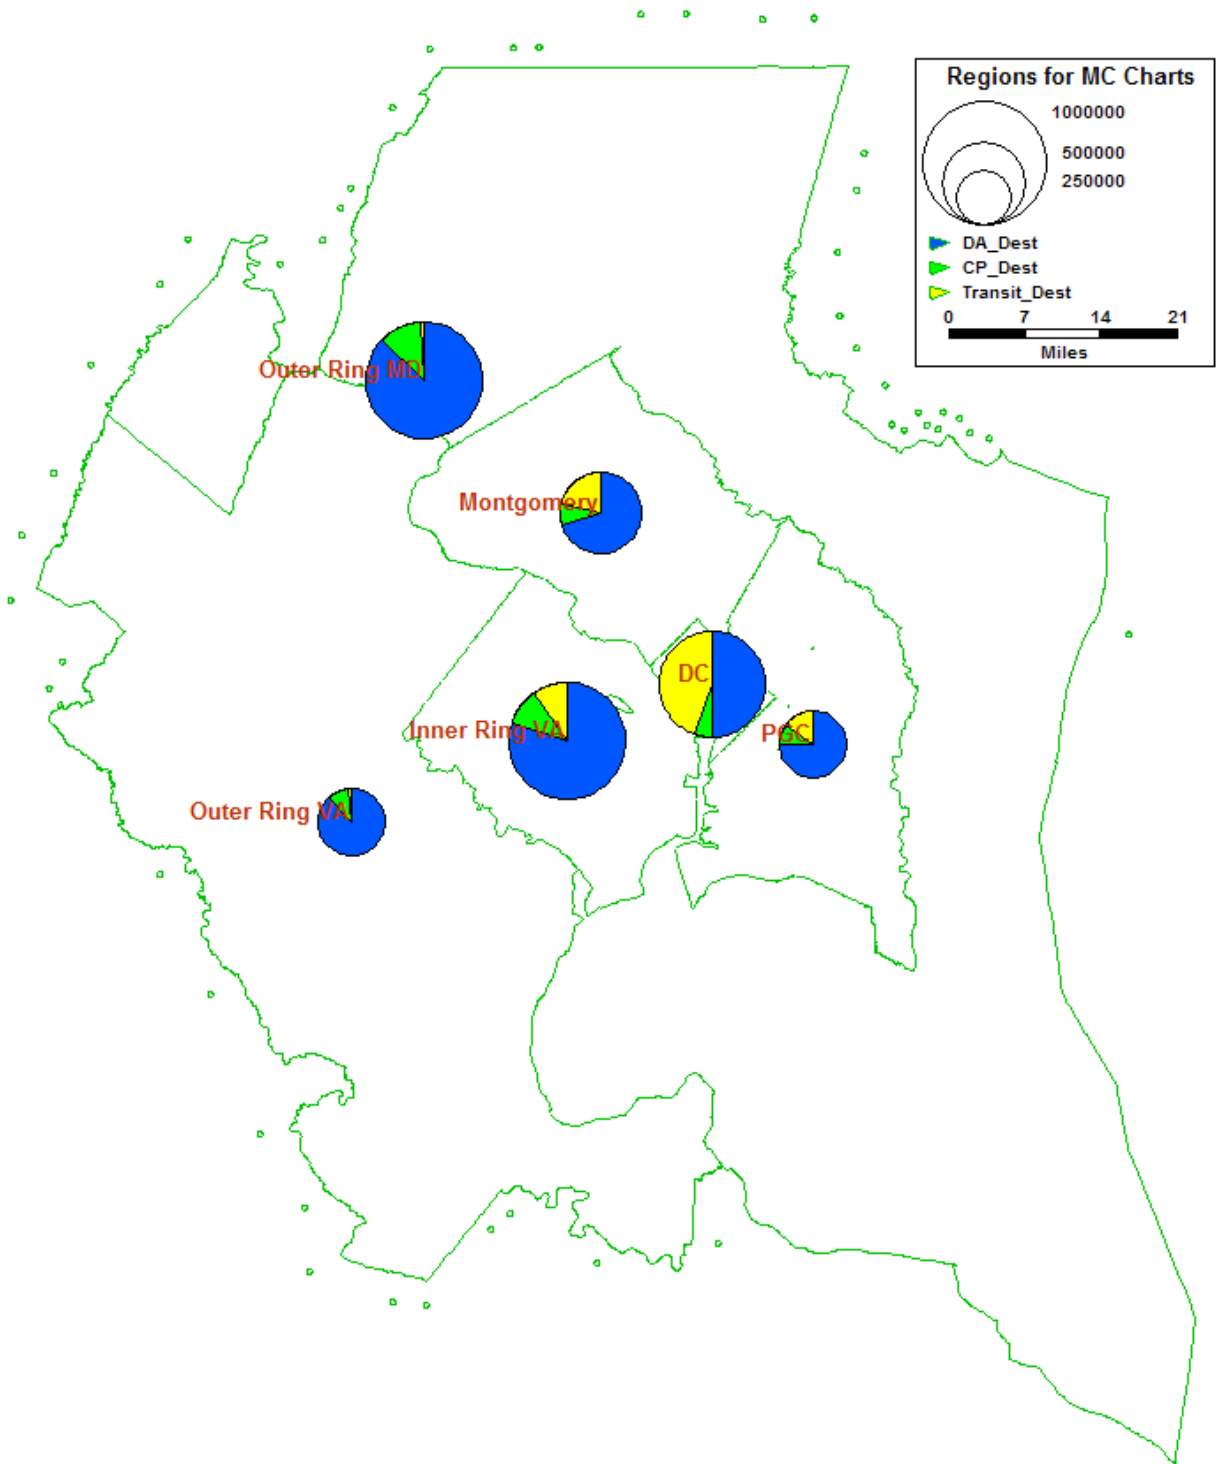 Regions for MC Charts
1000000
500000
250000
DA_Dest
CP_Dest
Transit_Dest
0 7 14 21
Miles
Outer Ring MD
Montgomery
DC
Inner Ring VA
PGC
Outer Ring VA